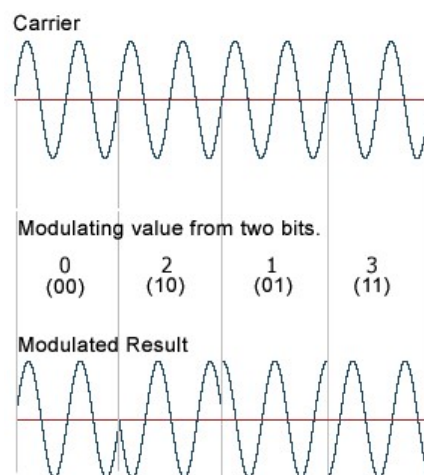 Carrier
Modulating value from two bits.
0 2 1 3
(00) (10) (01) (11)
Modulated Result